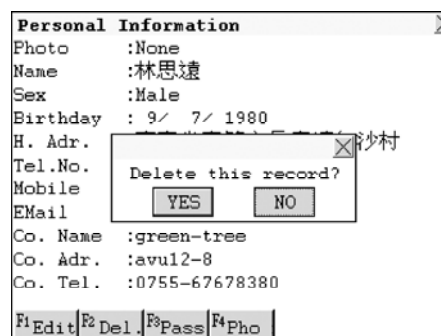 Personal Information
Photo :None
Name :林思遠
Sex :Male
Birthday : 9/ 7/ 1980
H. Adr. 沙村
Tel.No.
Delete this record?
Mobile
YES NO
EMail
Co. Name :green-tree
Co. Adr. :avu12-8
Co. Tel. :0755-67678380
F1 Edit F2 Del. F3 Pass F4 Pho